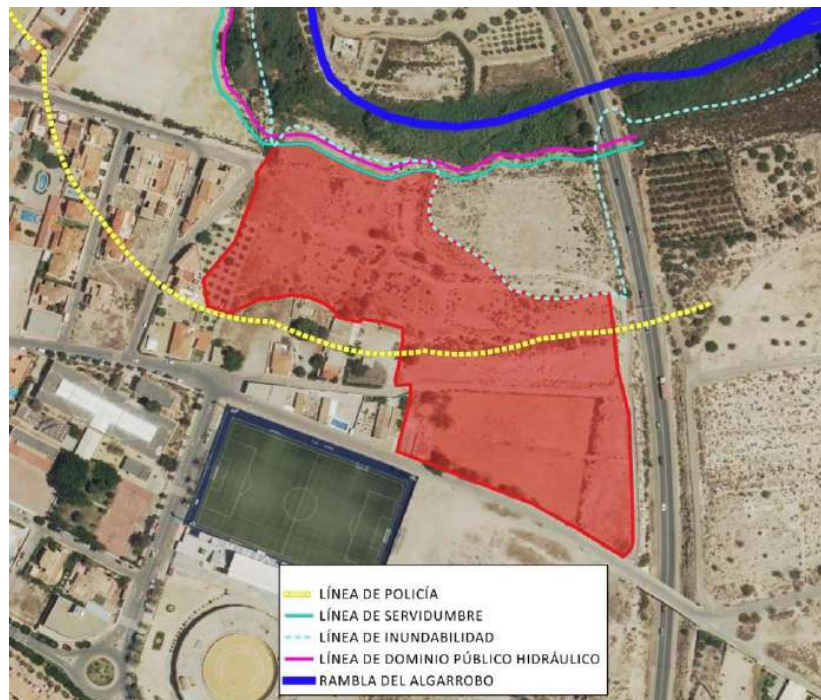 LÍNEA DE POLICÍA
LÍNEA DE SERVIDUMBRE
LÍNEA DE INUNDABILIDAD
LÍNEA DE DOMINIO PÚBLICO HIDRÁULICO
RAMBLA DEL ALGARROBO